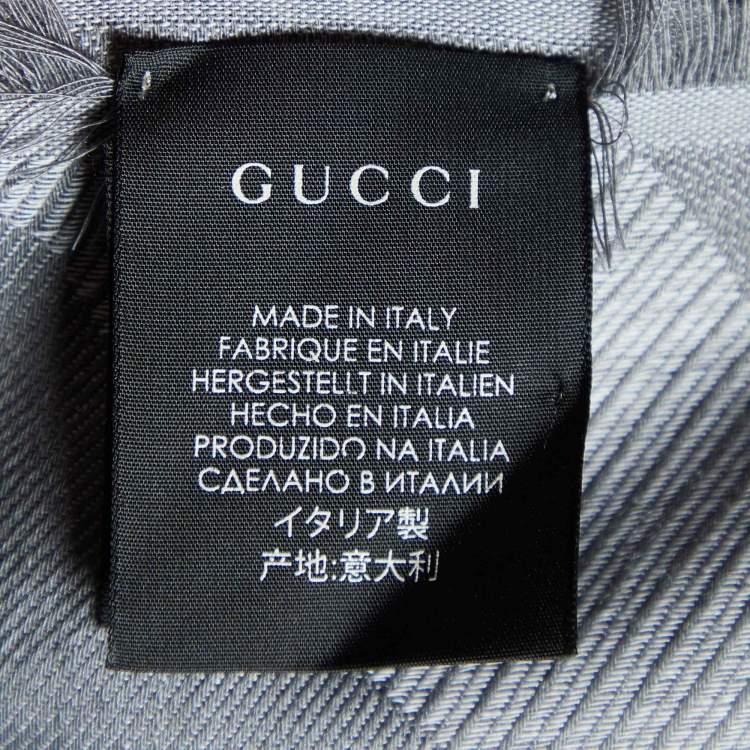 GUCCI
MADE IN ITALY
FABRIQUE EN ITALIE
HERGESTELLT IN ITALIEN
HECHO EN ITALIA
PRODUZIDO NA ITALIA
СДЕЛАНО В ИТАЛИИ
イタリア製
产地:意大利